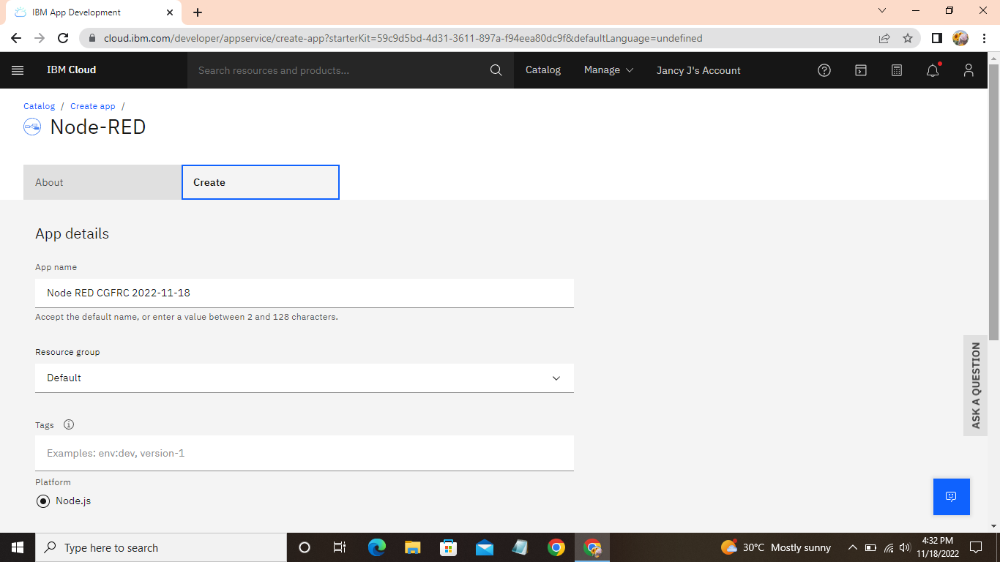 IBM App Development
cloud.ibm.com/developer/appservice/create-app?starterKit=59c9d5bd-4d31-3611-897a-f94eea80dc9f&defaultLanguage=undefined
IBM Cloud
Search resources and products...
Catalog
Manage
Jancy J's Account
Catalog / Create app /
Node-RED
About
Create
App details
App name
Node RED CGFRC 2022-11-18
Accept the default name, or enter a value between 2 and 128 characters.
Resource group
Default
Tags
Examples: env:dev, version-1
Platform
Node.js
ASK A QUESTION
Type here to search
30°C Mostly sunny
4:32 PM
11/18/2022